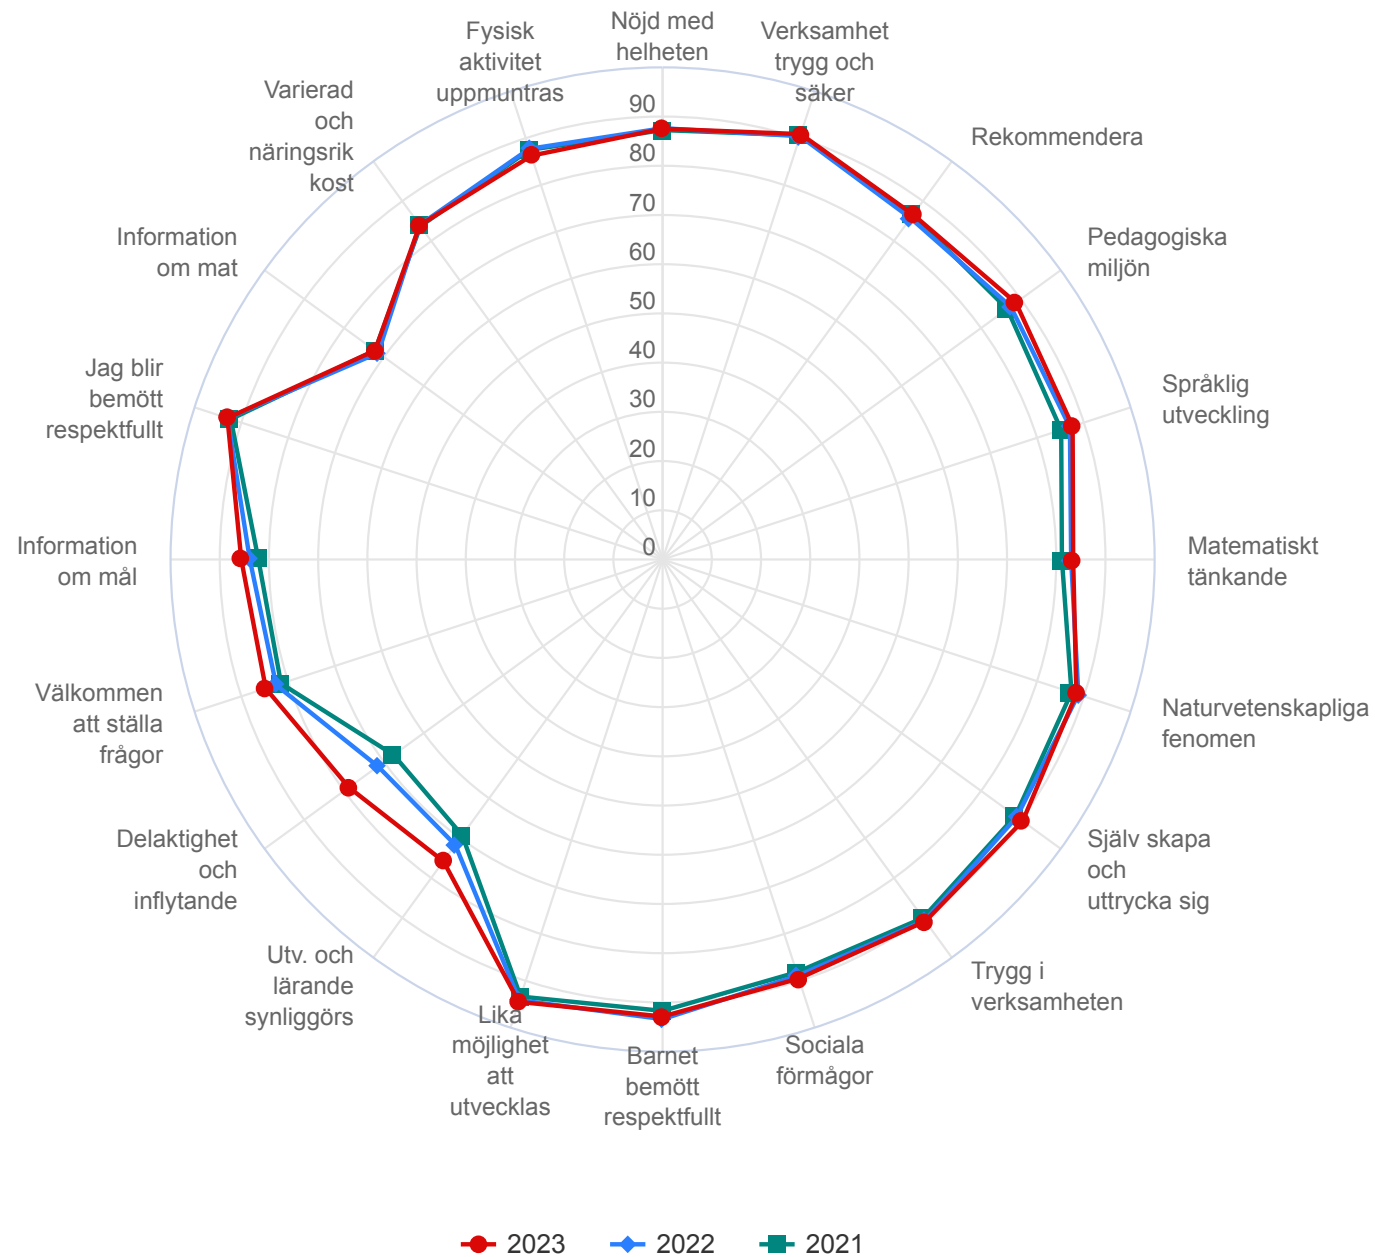 Nöjd med
helheten
Verksamhet
trygg och
säker
Rekommendera
Pedagogiska
miljön
Språklig
utveckling
Matematiskt
tänkande
Naturvetenskapliga
fenomen
Själv skapa
och
uttrycka sig
Trygg i
verksamheten
Sociala
förmågor
Barnet
bemött
respektfullt
Lika
möjlighet
att
utvecklas
Utv. och
lärande
synliggörs
Delaktighet
och
inflytande
Välkommen
att ställa
frågor
Information
om mål
Jag blir
bemött
respektfullt
Information
om mat
Varierad
och
näringsrik
kost
Fysisk
aktivitet
uppmuntras
90
80
70
60
50
40
30
20
10
0
2023
2022
2021